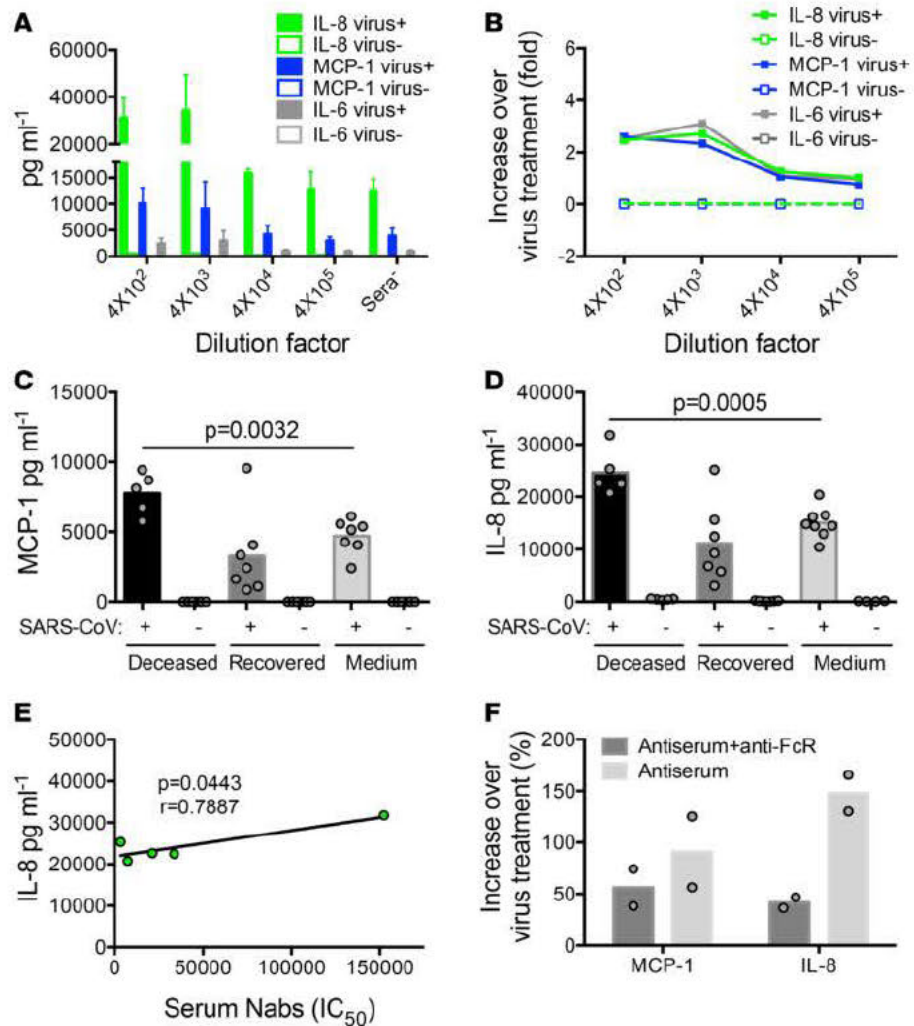 A
60000
40000
30000
20000
15000
10000
5000
0
pg ml⁻¹
IL-8 virus+
IL-8 virus-
MCP-1 virus+
MCP-1 virus-
IL-6 virus+
IL-6 virus-
4X10²
4X10³
4X10⁴
4X10⁵
Sera⁻
Dilution factor
B
6
4
2
0
-2
Increase over
virus treatment (fold)
IL-8 virus+
IL-8 virus-
MCP-1 virus+
MCP-1 virus-
IL-6 virus+
IL-6 virus-
4X10²
4X10³
4X10⁴
4X10⁵
Dilution factor
C
15000
10000
5000
0
MCP-1 pg ml⁻¹
p=0.0032
SARS-CoV: + - + - + -
Deceased Recovered Medium
D
40000
30000
20000
10000
0
IL-8 pg ml⁻¹
p=0.0005
SARS-CoV: + - + - + -
Deceased Recovered Medium
E
50000
40000
30000
20000
10000
0
IL-8 pg ml⁻¹
p=0.0443
r=0.7887
0 50000 100000 150000
Serum Nabs (IC₅₀)
F
200
150
100
50
0
Increase over
virus treatment (%)
Antiserum+anti-FcR
Antiserum
MCP-1 IL-8